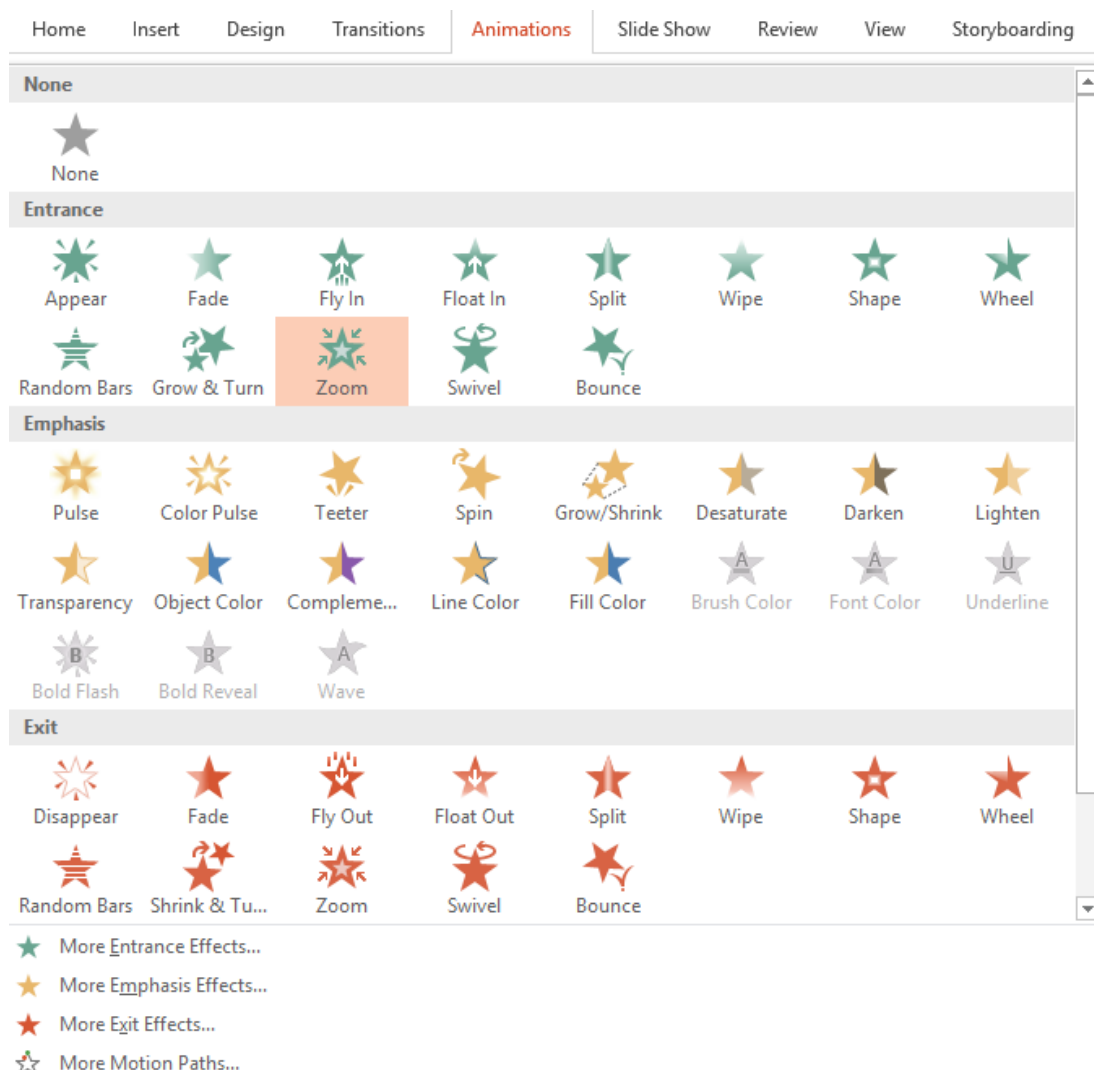 Home Insert Design Transitions Animations Slide Show Review View Storyboarding
None
None
Entrance
Appear Fade Fly In Float In Split Wipe Shape Wheel
Random Bars Grow & Turn Zoom Swivel Bounce
Emphasis
Pulse Color Pulse Teeter Spin Grow/Shrink Desaturate Darken Lighten
Transparency Object Color Compleme... Line Color Fill Color Brush Color Font Color Underline
Bold Flash Bold Reveal Wave
Exit
Disappear Fade Fly Out Float Out Split Wipe Shape Wheel
Random Bars Shrink & Tu... Zoom Swivel Bounce
More Entrance Effects...
More Emphasis Effects...
More Exit Effects...
More Motion Paths...